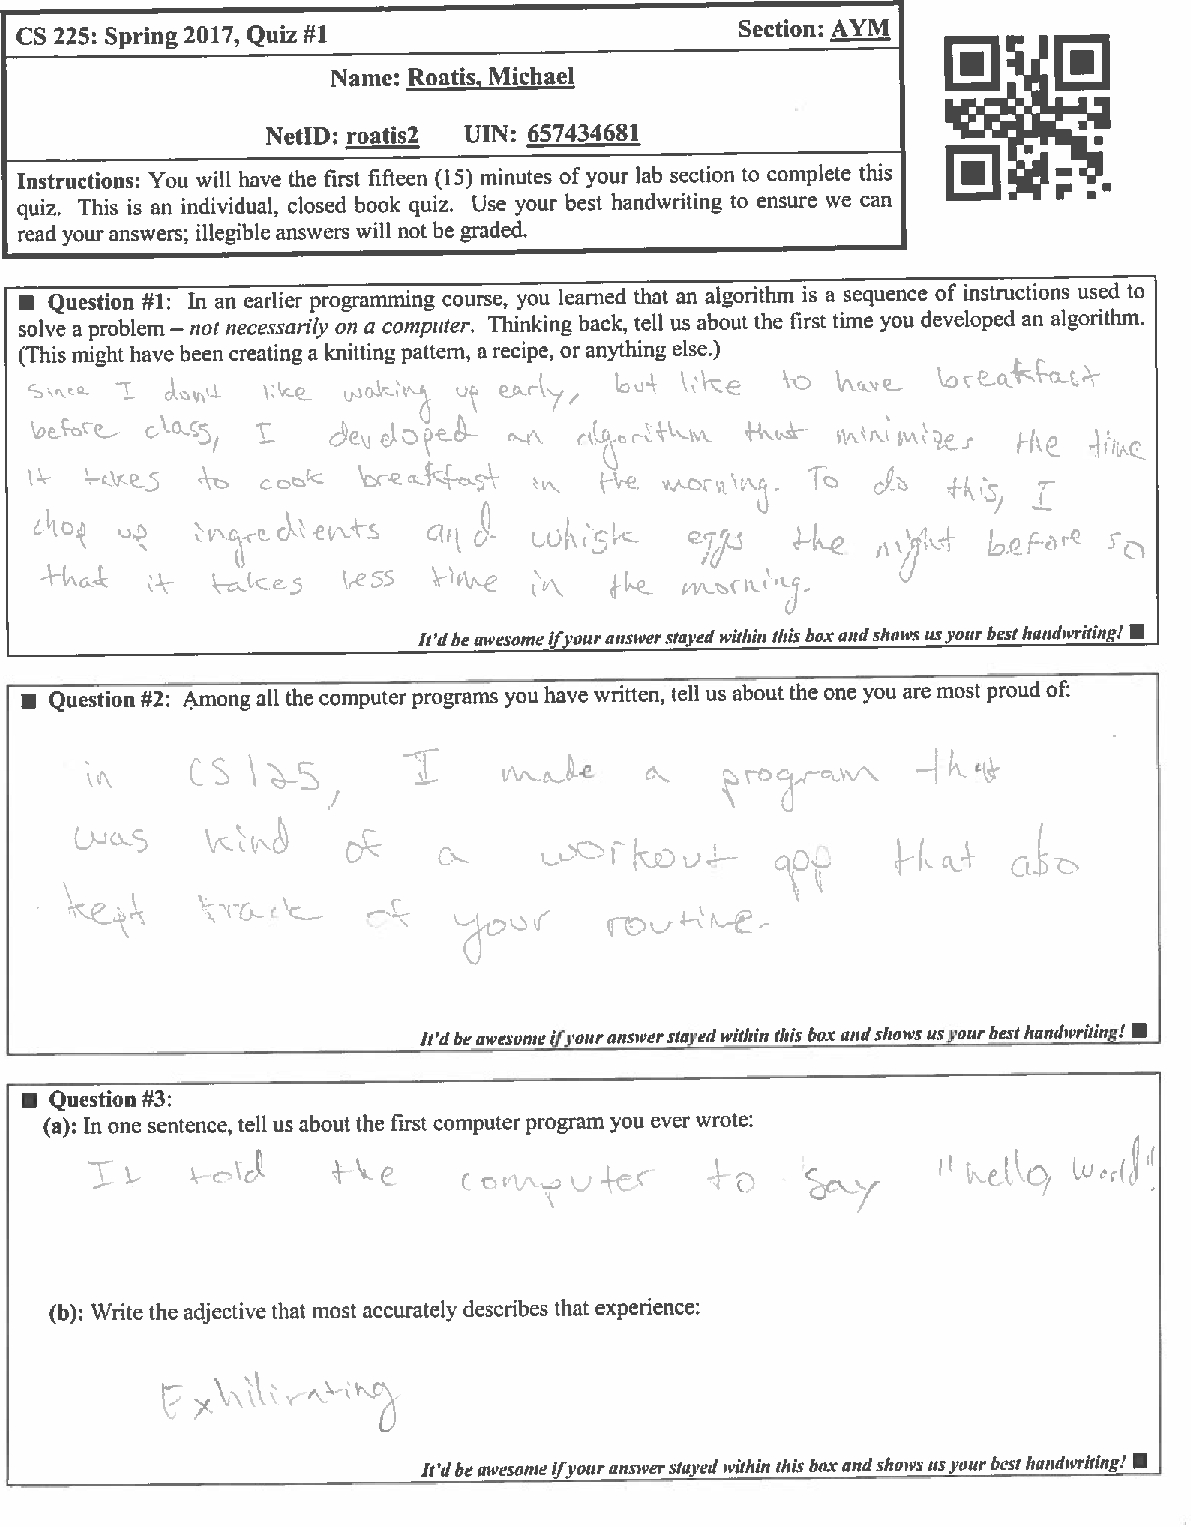 CS 225: Spring 2017, Quiz #1 Section: AYM
Name: Roatis, Michael
NetID: roatis2 UIN: 657434681
Instructions: You will have the first fifteen (15) minutes of your lab section to complete this
quiz. This is an individual, closed book quiz. Use your best handwriting to ensure we can
read your answers; illegible answers will not be graded.
■ Question #1: In an earlier programming course, you learned that an algorithm is a sequence of instructions used to
solve a problem – not necessarily on a computer. Thinking back, tell us about the first time you developed an algorithm.
(This might have been creating a knitting pattern, a recipe, or anything else.)
Since I don't like waking up early, but like to have breakfast
before class, I developed an algorithm that minimizes the time
it takes to cook breakfast in the morning. To do this, I
chop up ingredients and whisk eggs the night before so
that it takes less time in the morning.
It'd be awesome if your answer stayed within this box and shows us your best handwriting! ■
■ Question #2: Among all the computer programs you have written, tell us about the one you are most proud of:
in CS 125, I made a program that
was kind of a workout app that also
kept track of your routine.
It'd be awesome if your answer stayed within this box and shows us your best handwriting! ■
■ Question #3:
(a): In one sentence, tell us about the first computer program you ever wrote:
It told the computer to say "hello, world!"
(b): Write the adjective that most accurately describes that experience:
Exhilirating
It'd be awesome if your answer stayed within this box and shows us your best handwriting! ■